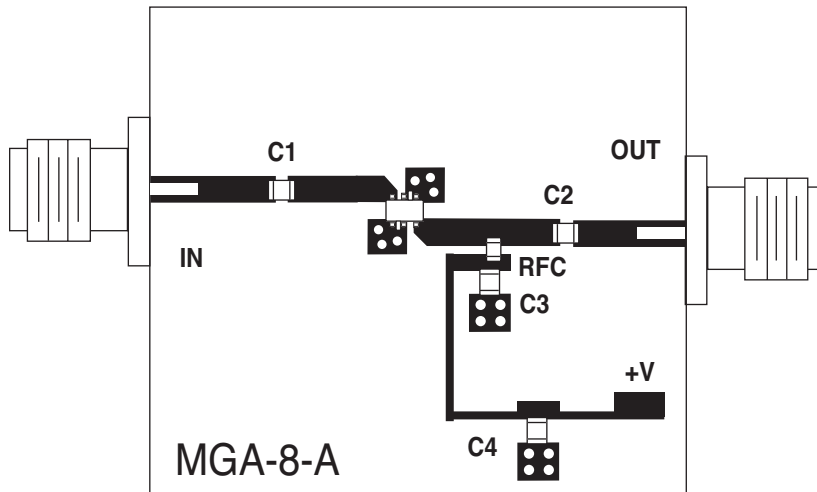 C1
OUT
C2
IN
RFC
C3
+V
C4
MGA-8-A